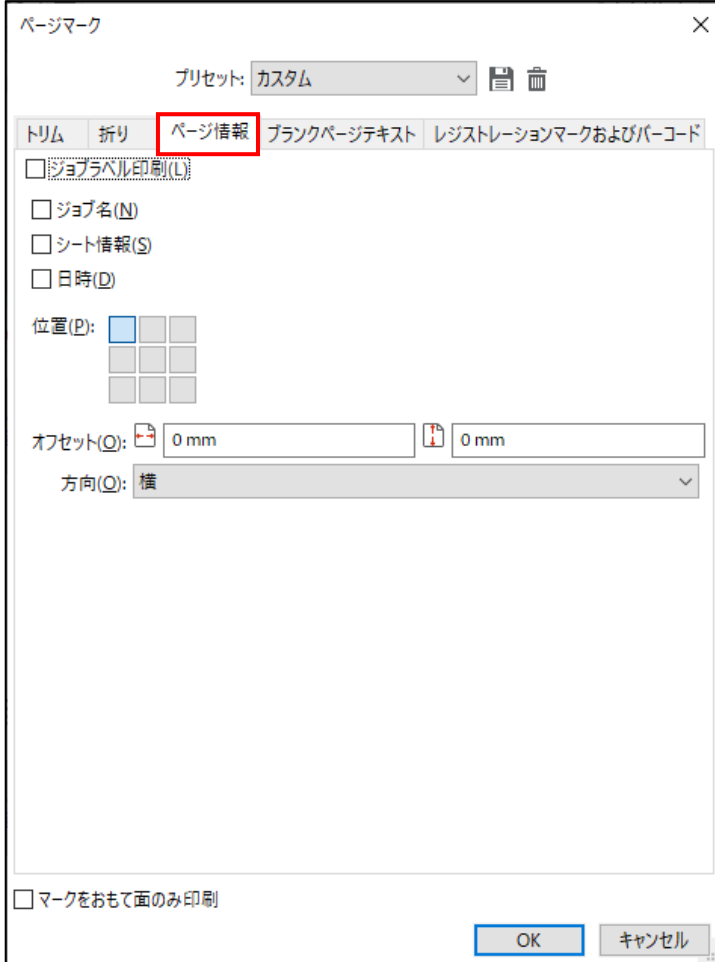 ページマーク
プリセット: カスタム
トリム 折り ページ情報 ブランクページテキスト レジストレーションマークおよびバーコード
ジョブラベル印刷(L)
ジョブ名(N)
シート情報(S)
日時(D)
位置(P):
オフセット(O): 0 mm 0 mm
方向(O): 横
マークをおもて面のみ印刷
OK キャンセル